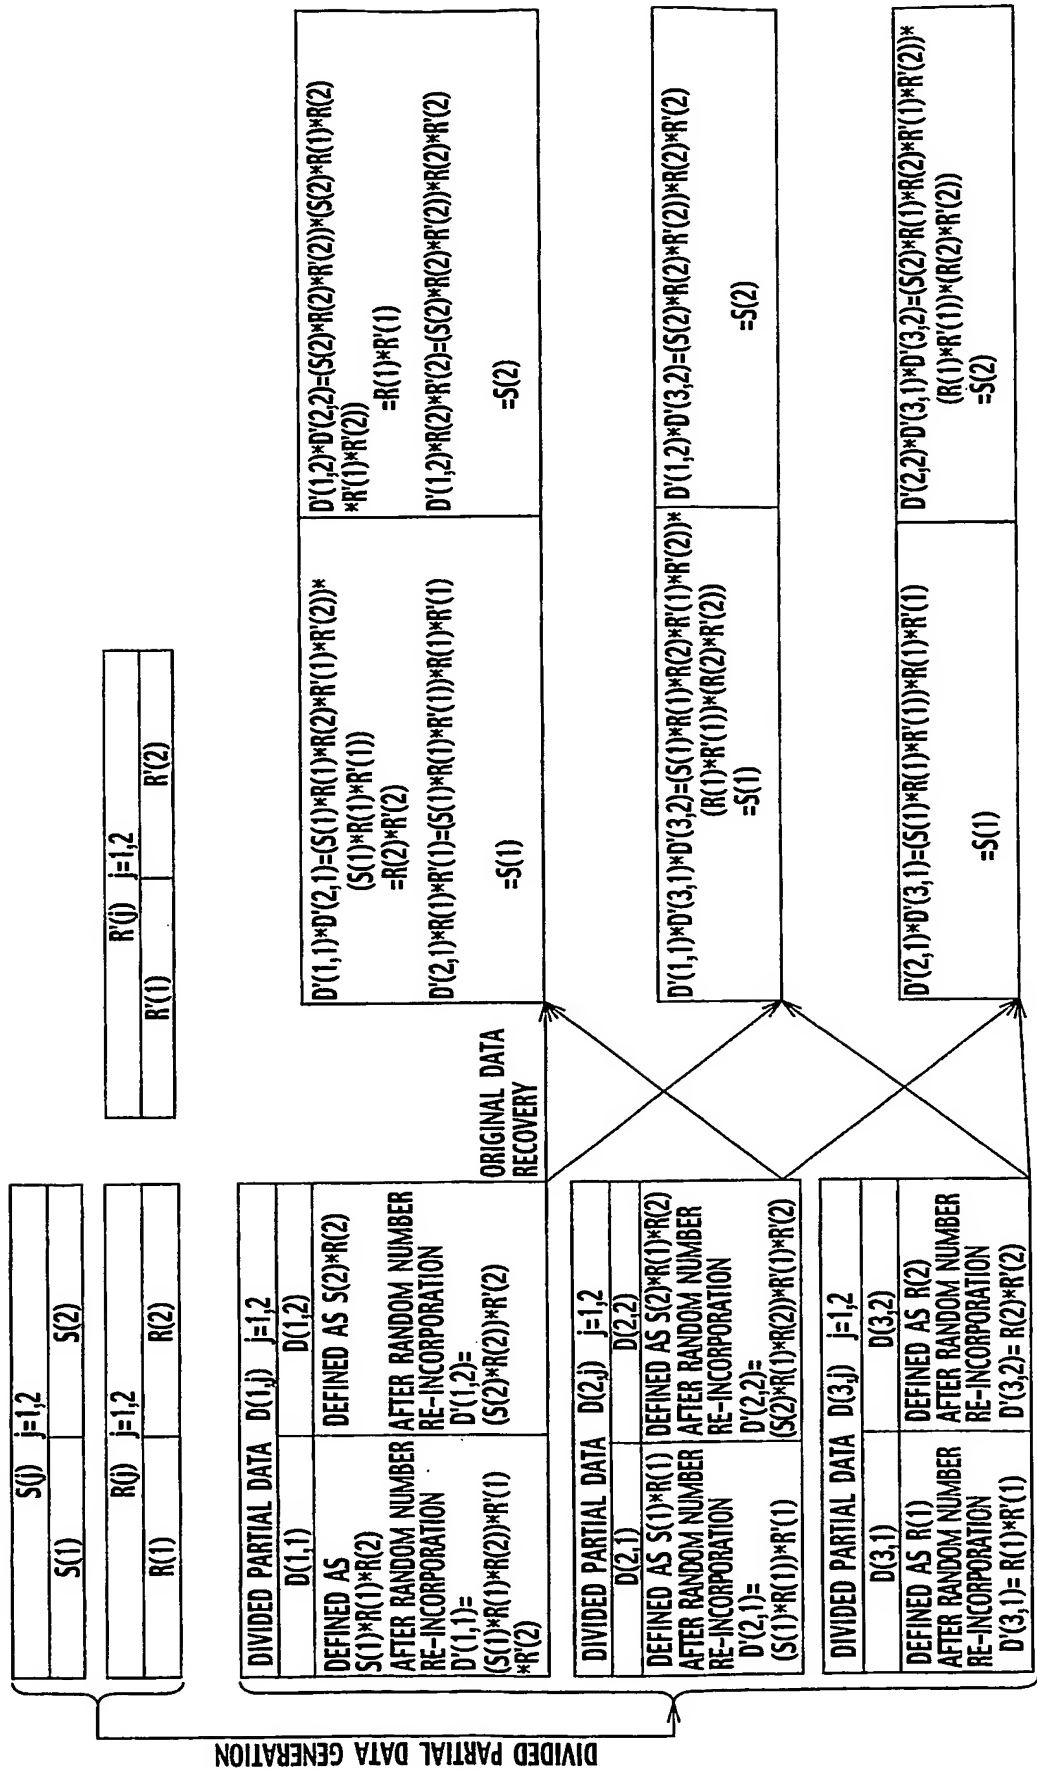 S(j) j=1,2
S(1) S(2)
R(j) j=1,2
R(1) R(2)
R'(j) j=1,2
R'(1) R'(2)
DIVIDED PARTIAL DATA GENERATION
DIVIDED PARTIAL DATA D(1,j) j=1,2
D(1,1)
DEFINED AS
S(1)*R(1)*R(2)
AFTER RANDOM NUMBER
RE-INCORPORATION
D'(1,1)=
(S(1)*R(1)*R(2))*R'(1)
*R'(2)
D(1,2)
DEFINED AS S(2)*R(2)
AFTER RANDOM NUMBER
RE-INCORPORATION
D'(1,2)=
(S(2)*R(2))*R'(2)
DIVIDED PARTIAL DATA D(2,j) j=1,2
D(2,1)
DEFINED AS S(1)*R(1)
AFTER RANDOM NUMBER
RE-INCORPORATION
D'(2,1)=
(S(1)*R(1))*R'(1)
D(2,2)
DEFINED AS S(2)*R(1)*R(2)
AFTER RANDOM NUMBER
RE-INCORPORATION
D'(2,2)=
(S(2)*R(1)*R(2))*R'(1)*R'(2)
DIVIDED PARTIAL DATA D(3,j) j=1,2
D(3,1)
DEFINED AS R(1)
AFTER RANDOM NUMBER
RE-INCORPORATION
D'(3,1)= R(1)*R'(1)
D(3,2)
DEFINED AS R(2)
AFTER RANDOM NUMBER
RE-INCORPORATION
D'(3,2)= R(2)*R'(2)
ORIGINAL DATA
RECOVERY
D'(1,1)*D'(2,1)=(S(1)*R(1)*R(2)*R'(1)*R'(2))*
(S(1)*R(1)*R'(1))
=R(2)*R'(2)
D'(2,1)*R(1)*R'(1)=(S(1)*R(1)*R'(1))*R(1)*R'(1)
=S(1)
D'(1,2)*D'(2,2)=(S(2)*R(2)*R'(2))*(S(2)*R(1)*R(2)
*R'(1)*R'(2))
=R(1)*R'(1)
D'(1,2)*R(2)*R'(2)=(S(2)*R(2)*R'(2))*R(2)*R'(2)
=S(2)
D'(1,1)*D'(3,1)*D'(3,2)=(S(1)*R(1)*R(2)*R'(1)*R'(2))*
(R(1)*R'(1))*(R(2)*R'(2))
=S(1)
D'(1,2)*D'(3,2)=(S(2)*R(2)*R'(2))*R(2)*R'(2)
=S(2)
D'(2,1)*D'(3,1)=(S(1)*R(1)*R'(1))*R(1)*R'(1)
=S(1)
D'(2,2)*D'(3,1)*D'(3,2)=(S(2)*R(1)*R(2)*R'(1)*R'(2))*
(R(1)*R'(1))*(R(2)*R'(2))
=S(2)